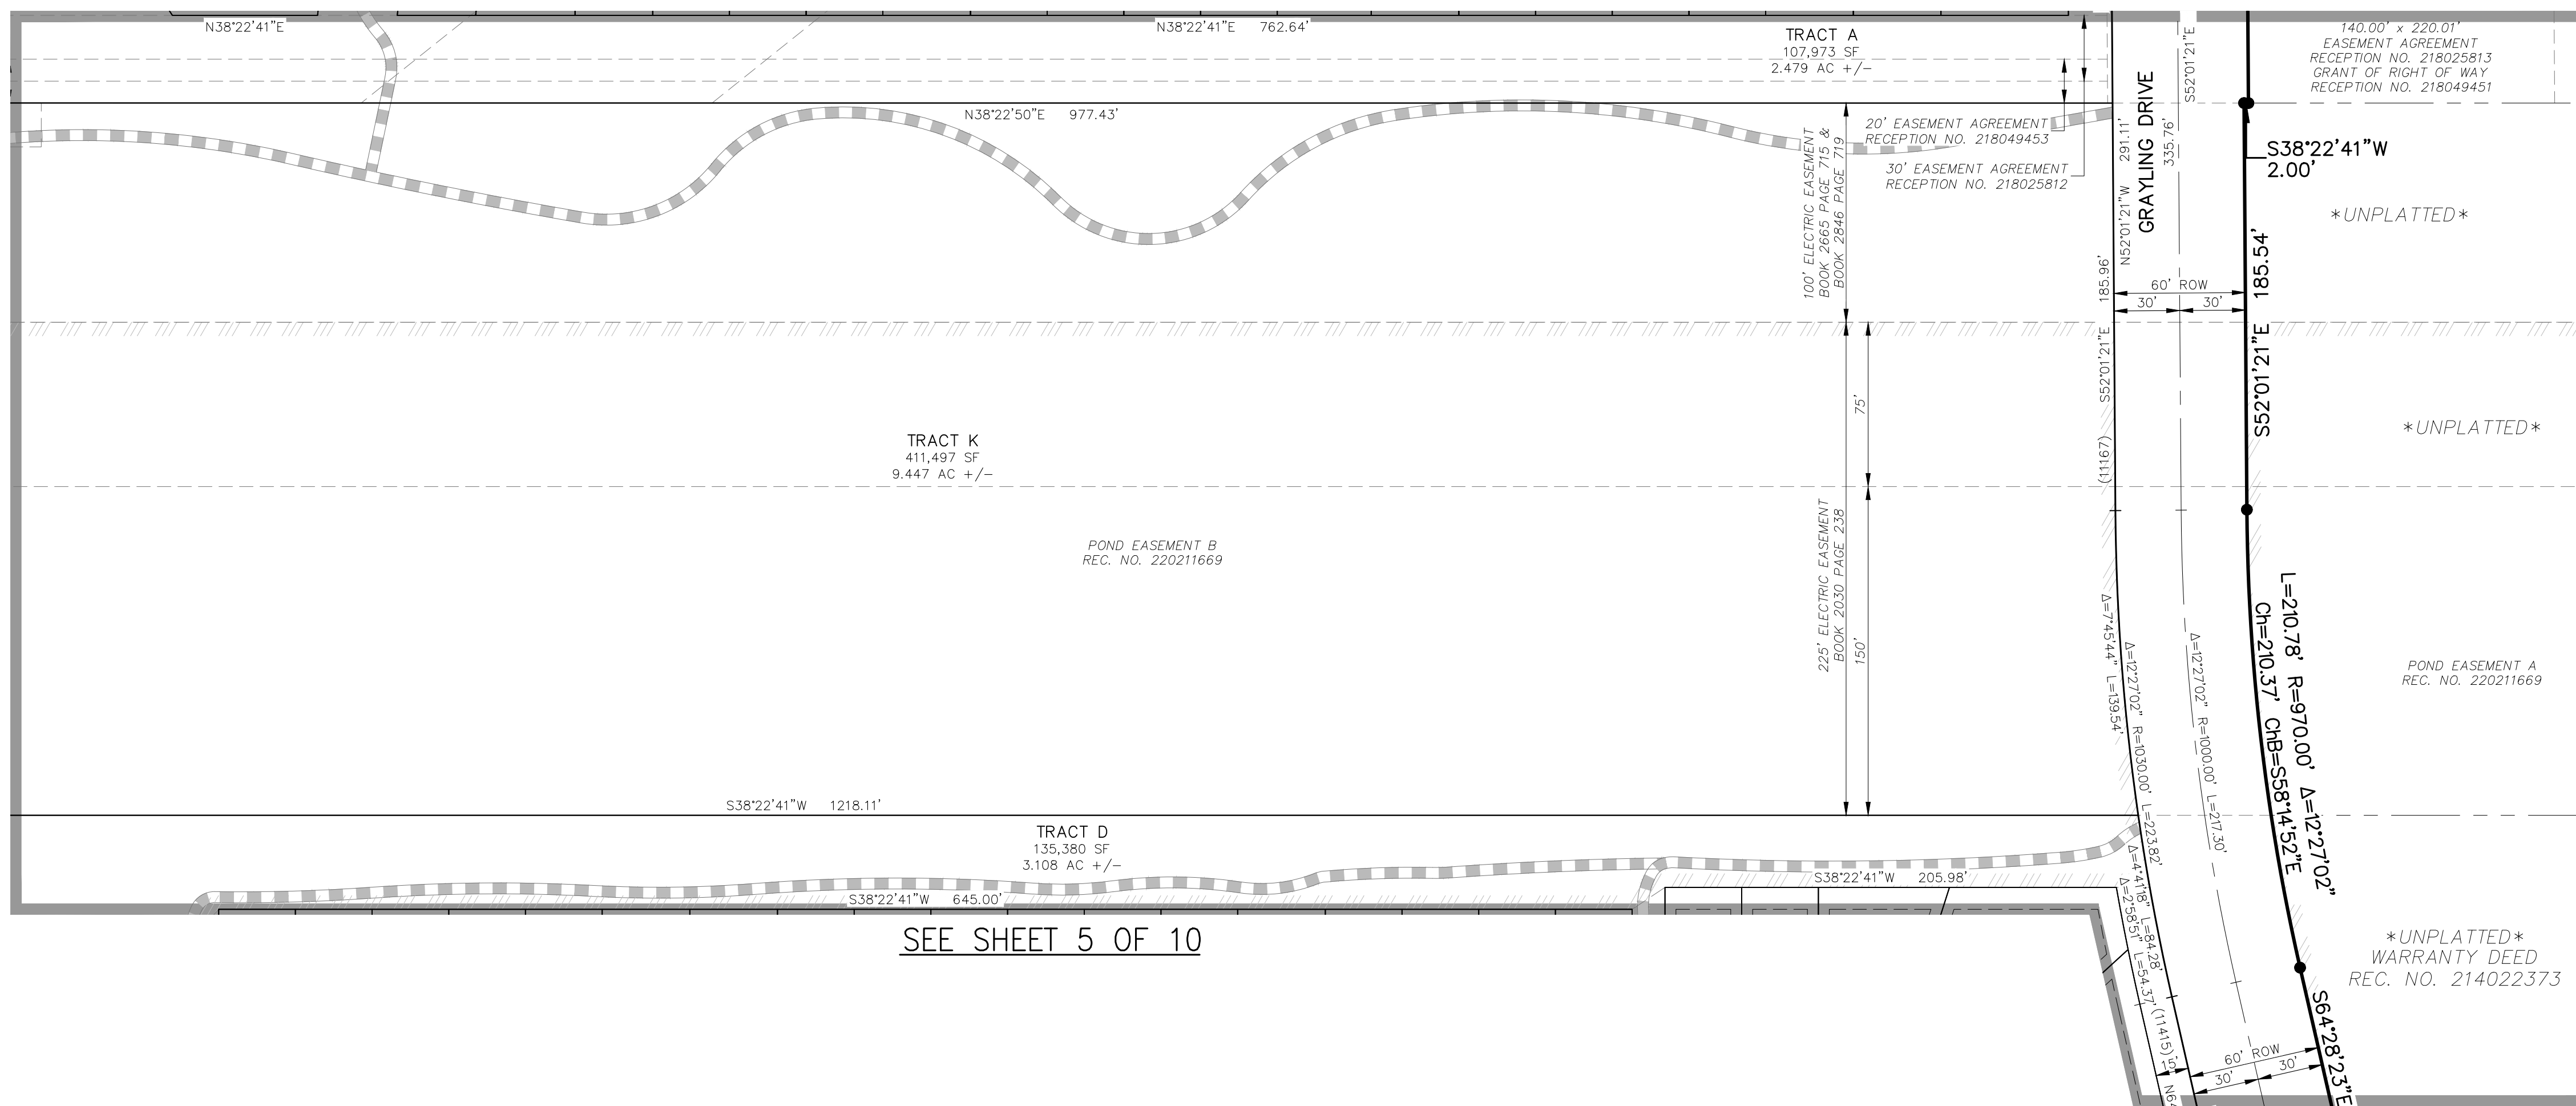 N38°22'41"E
N38°22'41"E 762.64'
TRACT A
107,973 SF
2.479 AC +/-
N38°22'50"E 977.43'
20' EASEMENT AGREEMENT
RECEPTION NO. 218049453
30' EASEMENT AGREEMENT
RECEPTION NO. 218025812
100' ELECTRIC EASEMENT
BOOK 2665 PAGE 715 &
BOOK 2846 PAGE 719
GRAYLING DRIVE
N52°01'21"W 291.11'
335.76'
S52°01'21"E
140.00' x 220.01'
EASEMENT AGREEMENT
RECEPTION NO. 218025813
GRANT OF RIGHT OF WAY
RECEPTION NO. 218049451
S38°22'41"W
2.00'
*UNPLATTED*
S52°01'21"E 185.54'
60' ROW
30'
30'
(11167) S52°01'21"E 185.96'
75'
*UNPLATTED*
TRACT K
411,497 SF
9.447 AC +/-
POND EASEMENT B
REC. NO. 220211669
225' ELECTRIC EASEMENT
BOOK 2030 PAGE 238
150'
Δ=7°45'44" L=139.54'
Δ=12°27'02" R=1030.00' L=223.82'
Δ=12°27'02" R=1000.00' L=217.30'
L=210.78' R=970.00' Δ=12°27'02"
Ch=210.37' ChB=S58°14'52"E
POND EASEMENT A
REC. NO. 220211669
S38°22'41"W 1218.11'
TRACT D
135,380 SF
3.108 AC +/-
S38°22'41"W 645.00'
S38°22'41"W 205.98'
Δ=4°41'18" L=84.28'
Δ=2°58'51" L=54.37'
(11415)
SEE SHEET 5 OF 10
*UNPLATTED*
WARRANTY DEED
REC. NO. 214022373
S64°28'23"E
60' ROW
30'
30'